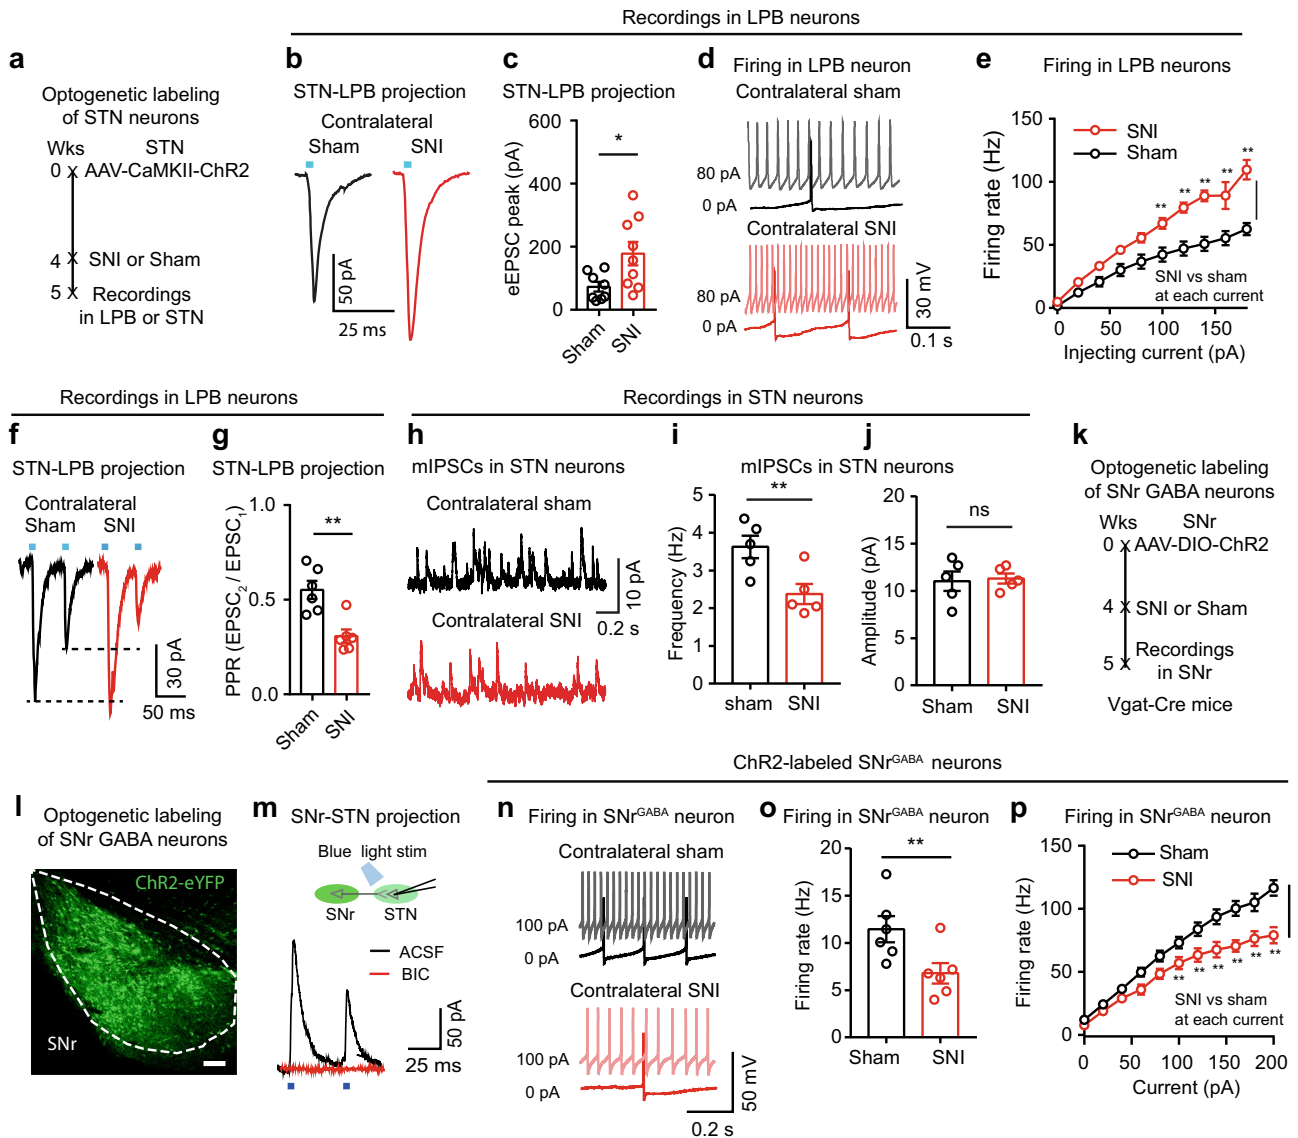 Recordings in LPB neurons
a
Optogenetic labeling
of STN neurons
Wks STN
0 AAV-CaMKII-ChR2
4 SNI or Sham
5 Recordings
in LPB or STN
b
STN-LPB projection
Contralateral
Sham SNI
50 pA
25 ms
c
STN-LPB projection
eEPSC peak (pA)
600
400
200
0
*
Sham SNI
d
Firing in LPB neuron
Contralateral sham
80 pA
0 pA
Contralateral SNI
80 pA
0 pA
30 mV
0.1 s
e
Firing in LPB neurons
Firing rate (Hz)
150
100
50
0
SNI
Sham
** ** ** ** **
SNI vs sham
at each current
0 50 100 150
Injecting current (pA)
Recordings in LPB neurons
f
STN-LPB projection
Contralateral
Sham SNI
30 pA
50 ms
g
STN-LPB projection
PPR (EPSC2 / EPSC1)
1.0
0.5
0.0
**
Sham SNI
Recordings in STN neurons
h
mIPSCs in STN neurons
Contralateral sham
10 pA
0.2 s
Contralateral SNI
i
j
mIPSCs in STN neurons
Frequency (Hz)
5
4
3
2
1
0
**
sham SNI
Amplitude (pA)
20
15
10
5
0
ns
Sham SNI
k
Optogenetic labeling
of SNr GABA neurons
Wks SNr
0 AAV-DIO-ChR2
4 SNI or Sham
5 Recordings
in SNr
Vgat-Cre mice
l
Optogenetic labeling
of SNr GABA neurons
ChR2-eYFP
SNr
m
SNr-STN projection
Blue light stim
SNr STN
ACSF
BIC
50 pA
25 ms
ChR2-labeled SNrGABA neurons
n
Firing in SNrGABA neuron
Contralateral sham
100 pA
0 pA
Contralateral SNI
100 pA
0 pA
50 mV
0.2 s
o
Firing in SNrGABA neuron
Firing rate (Hz)
20
15
10
5
0
**
Sham SNI
p
Firing in SNrGABA neuron
Firing rate (Hz)
150
100
50
0
Sham
SNI
** ** ** ** ** **
SNI vs sham
at each current
0 50 100 150 200
Current (pA)